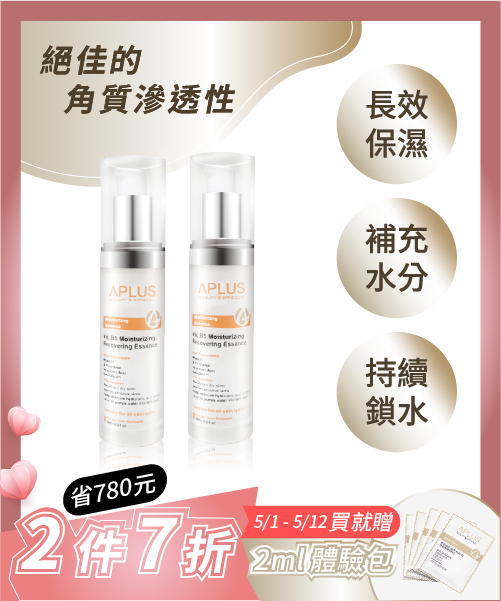 絕佳的
角質滲透性
長效
保濕
補充
水分
持續
鎖水
APLUS
APLUS
Vit. B5 Moisturizing
Recovering Essence
Vit. B5 Moisturizing
Recovering Essence
省780元
2件7折
5/1 - 5/12買就贈
2ml體驗包
APLUS